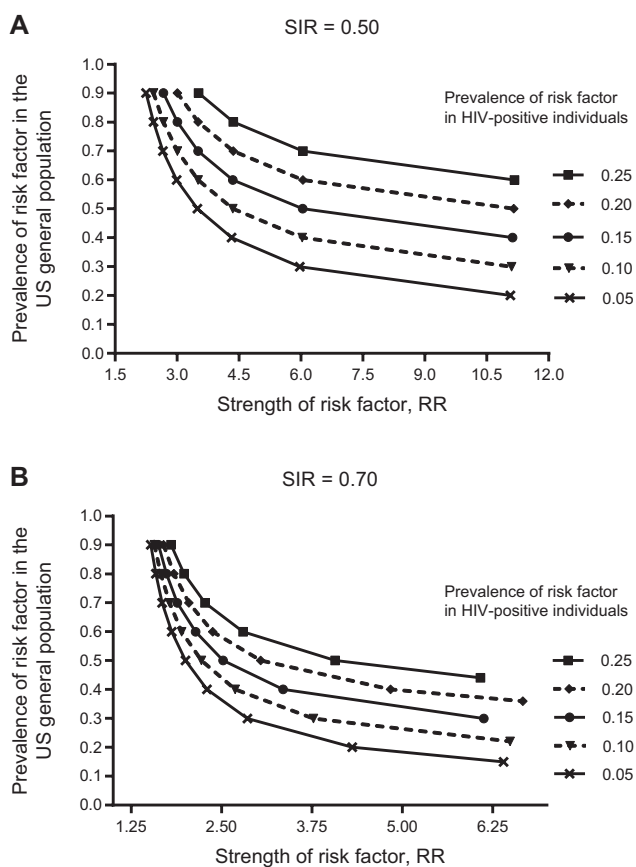 A
SIR = 0.50
Prevalence of risk factor in the
US general population
1.0
0.9
0.8
0.7
0.6
0.5
0.4
0.3
0.2
0.1
0.0
1.5 3.0 4.5 6.0 7.5 9.0 10.5 12.0
Strength of risk factor, RR
Prevalence of risk factor
in HIV-positive individuals
0.25
0.20
0.15
0.10
0.05
B
SIR = 0.70
Prevalence of risk factor in the
US general population
1.0
0.9
0.8
0.7
0.6
0.5
0.4
0.3
0.2
0.1
0.0
1.25 2.50 3.75 5.00 6.25
Strength of risk factor, RR
Prevalence of risk factor
in HIV-positive individuals
0.25
0.20
0.15
0.10
0.05